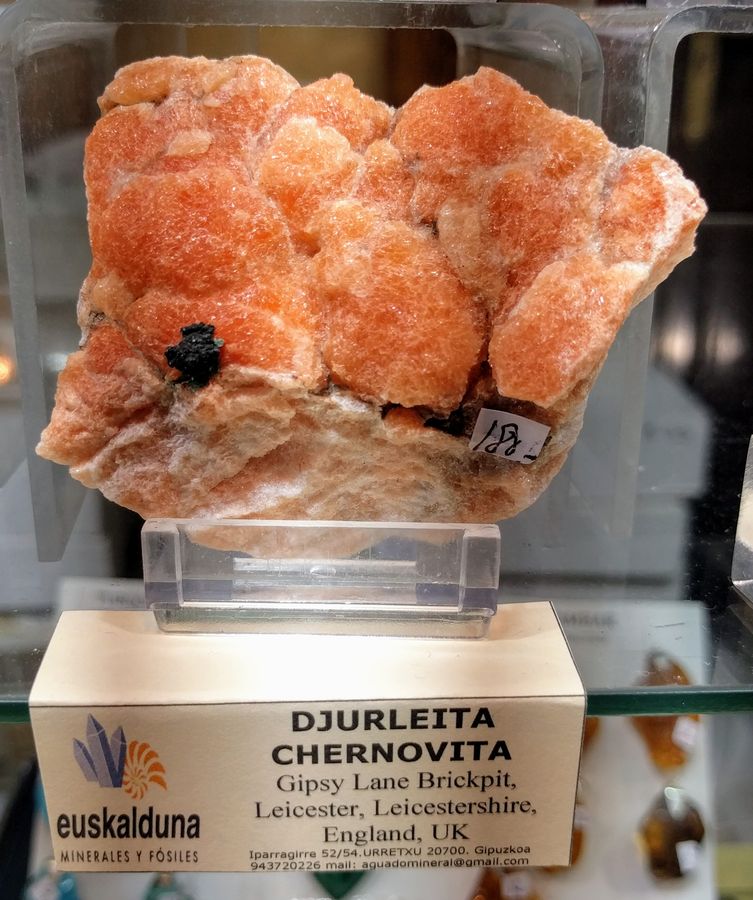 188.-
DJURLEITA
CHERNOVITA
Gipsy Lane Brickpit,
Leicester, Leicestershire,
England, UK
euskalduna
MINERALES Y FÓSILES
Iparragirre 52/54.URRETXU 20700. Gipuzkoa
943720226 mail: aguadomineral@gmail.com